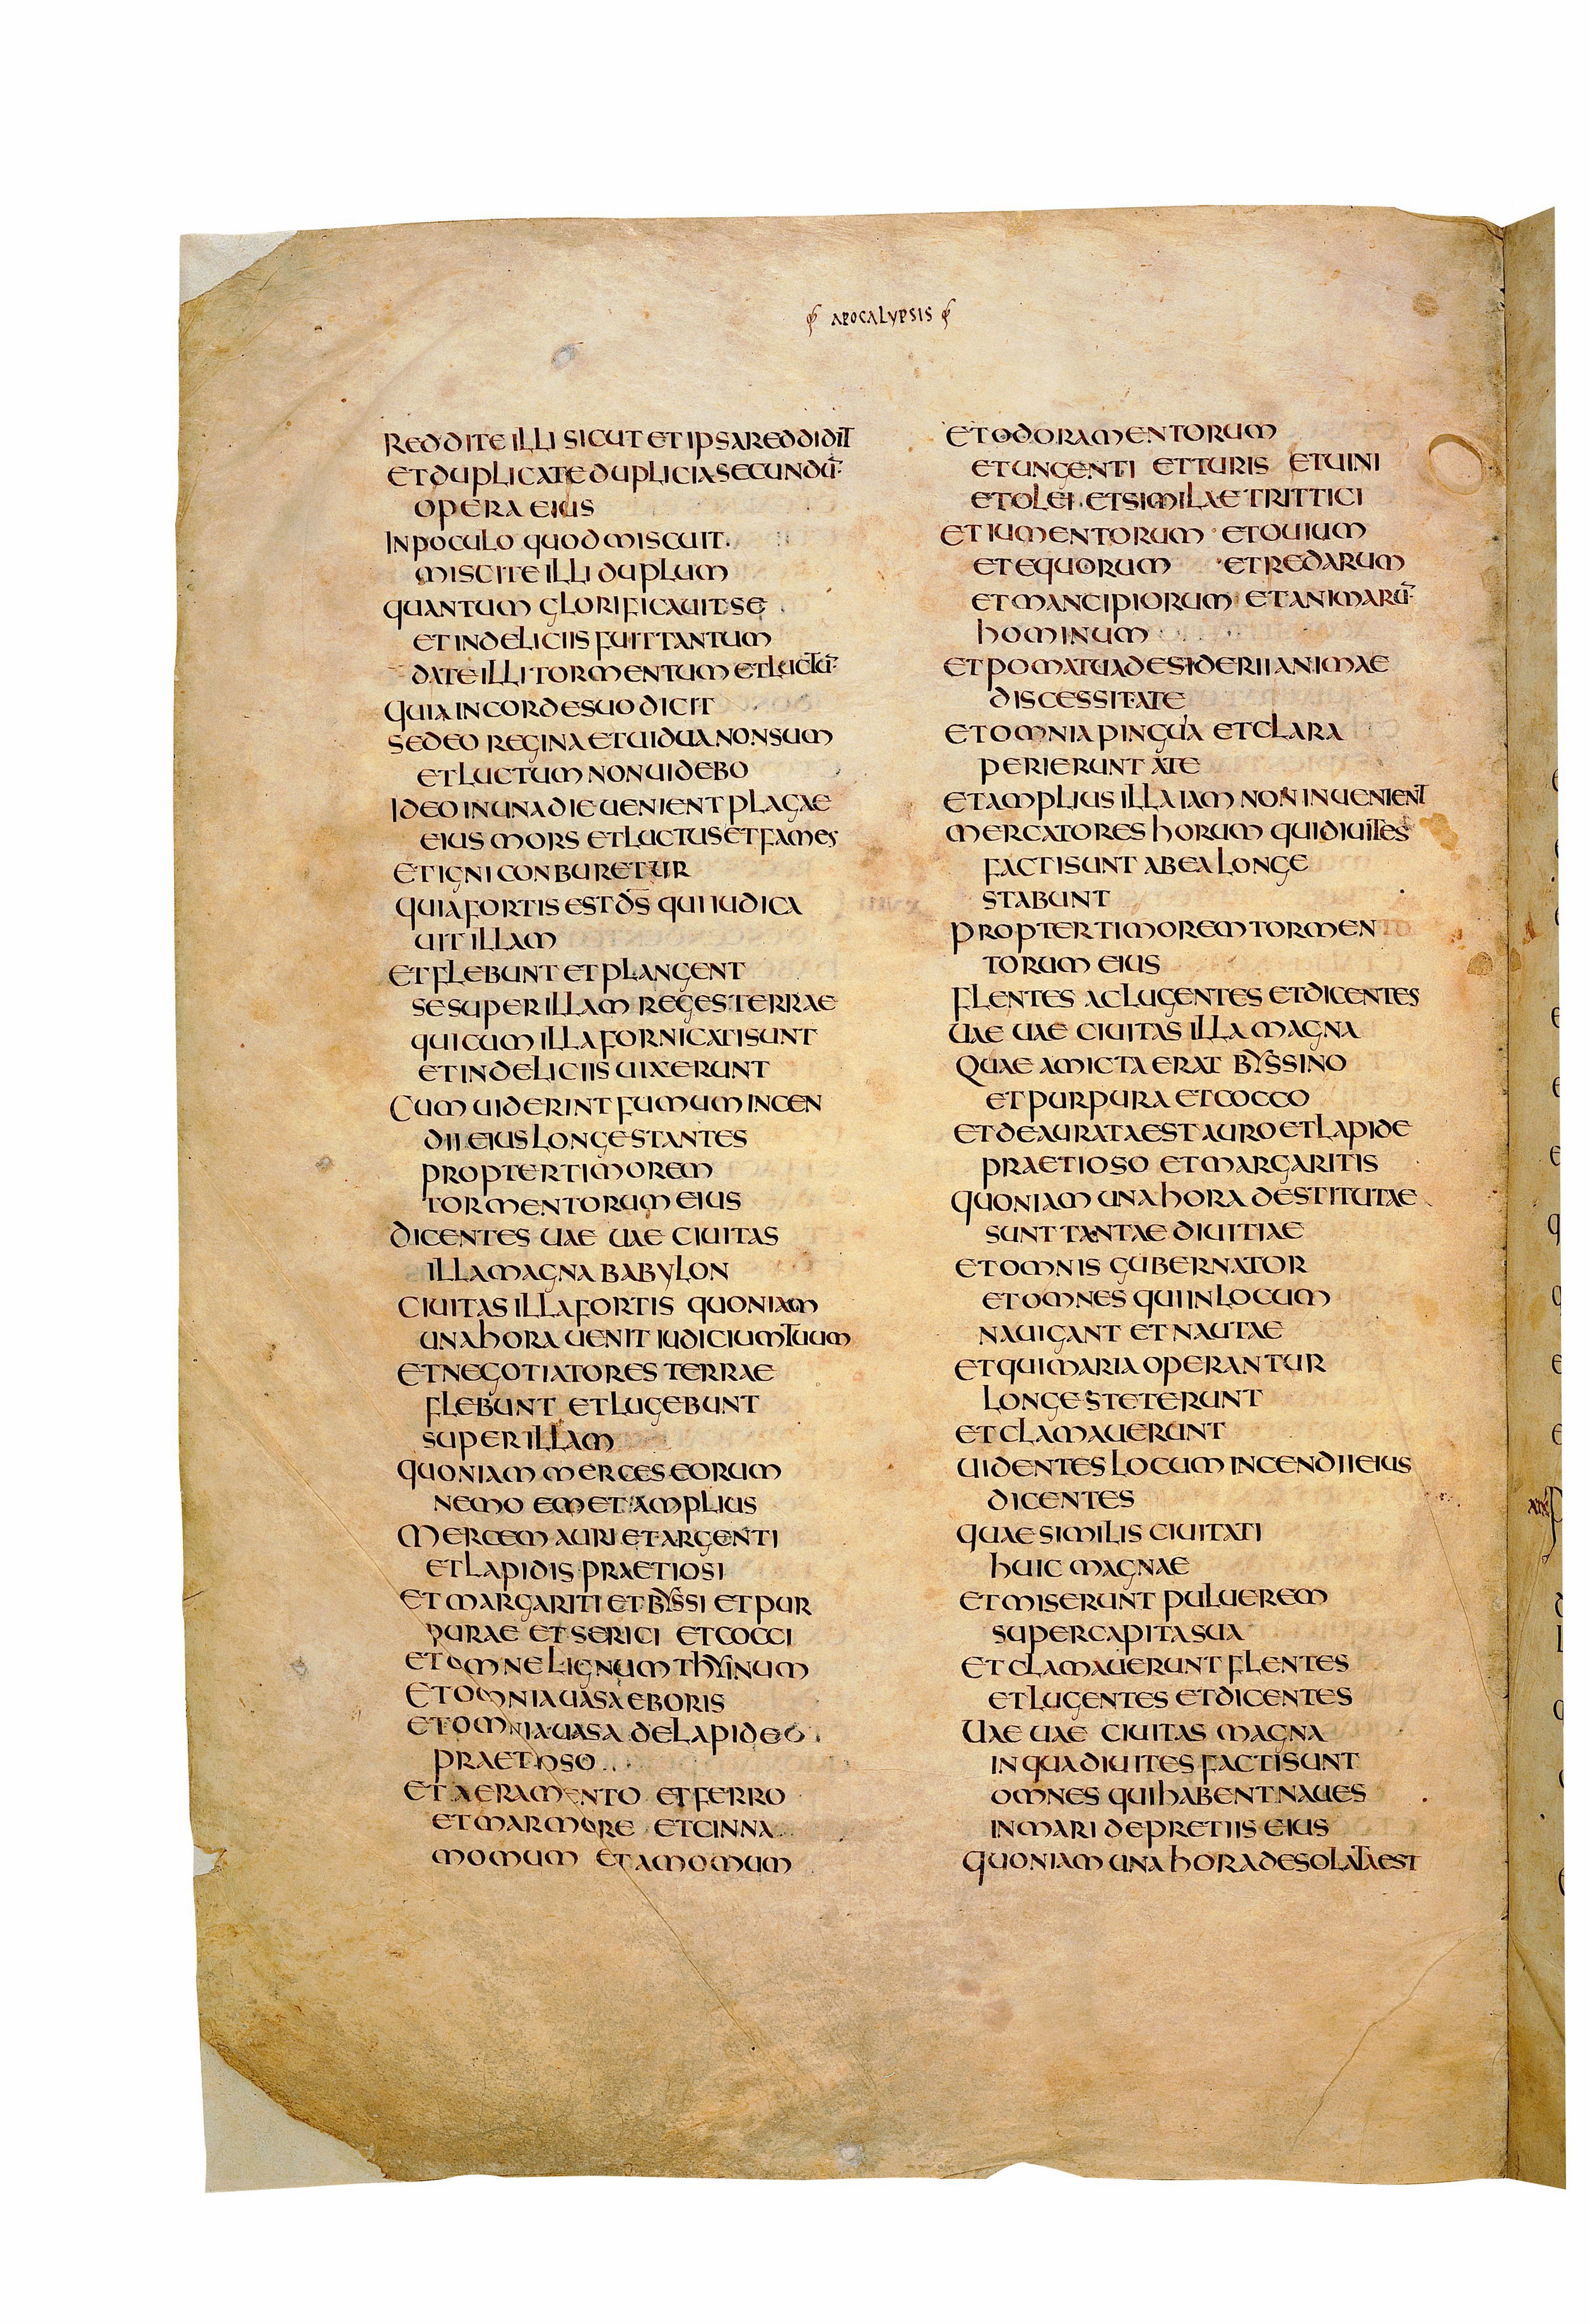 APOCALYPSIS
REDDITE ILLI SICUT ET IPSA REDDIDIT
ET DUPLICATE DUPLICIA SECUNDŪ
OPERA EIUS
IN POCULO QUOD MISCUIT
MISCITE ILLI DUPLUM
QUANTUM GLORIFICAUIT SE
ET IN DELICIIS FUIT TANTUM
DATE ILLI TORMENTUM ET LUCTŪ
QUIA IN CORDE SUO DICIT
SEDEO REGINA ET UIDUA NON SUM
ET LUCTUM NON UIDEBO
IDEO IN UNA DIE UENIENT PLAGAE
EIUS MORS ET LUCTUS ET FAMES
ET IGNI CONBURETUR
QUIA FORTIS EST D̄S QUI IUDICA
UIT ILLAM
ET FLEBUNT ET PLANGENT
SE SUPER ILLAM REGES TERRAE
QUI CUM ILLA FORNICATI SUNT
ET IN DELICIIS UIXERUNT
CUM UIDERINT FUMUM INCEN
DII EIUS LONGE STANTES
PROPTER TIMOREM
TORMENTORUM EIUS
DICENTES UAE UAE CIUITAS
ILLA MAGNA BABYLON
CIUITAS ILLA FORTIS QUONIAM
UNA HORA UENIT IUDICIUM TUUM
ET NEGOTIATORES TERRAE
FLEBUNT ET LUGEBUNT
SUPER ILLAM
QUONIAM MERCES EORUM
NEMO EMET AMPLIUS
MERCEM AURI ET ARGENTI
ET LAPIDIS PRAETIOSI
ET MARGARITI ET BYSSI ET PUR
PURAE ET SERICI ET COCCI
ET OMNE LIGNUM THYINUM
ET OMNIA UASA EBORIS
ET OMNIA UASA DE LAPIDE
PRAETIOSO
ET AERAMENTO ET FERRO
ET MARMORE ET CINNA
MOMUM ET AMOMUM
ET ODORAMENTORUM
ET UNGENTI ET TURIS ET UINI
ET OLEI ET SIMILAE TRITTICI
ET IUMENTORUM ET OUIUM
ET EQUORUM ET REDARUM
ET MANCIPIORUM ET ANIMARŪ
HOMINUM
ET POMA TUA DESIDERII ANIMAE
DISCESSIT A TE
ET OMNIA PINGUA ET CLARA
PERIERUNT A TE
ET AMPLIUS ILLA IAM NON INUENIENT
MERCATORES HORUM QUI DIUITES
FACTI SUNT AB EA LONGE
STABUNT
PROPTER TIMOREM TORMEN
TORUM EIUS
FLENTES AC LUGENTES ET DICENTES
UAE UAE CIUITAS ILLA MAGNA
QUAE AMICTA ERAT BYSSINO
ET PURPURA ET COCCO
ET DEAURATA EST AURO ET LAPIDE
PRAETIOSO ET MARGARITIS
QUONIAM UNA HORA DESTITUTAE
SUNT TANTAE DIUITIAE
ET OMNIS GUBERNATOR
ET OMNES QUI IN LOCUM
NAUIGANT ET NAUTAE
ET QUI MARIA OPERANTUR
LONGE STETERUNT
ET CLAMAUERUNT
UIDENTES LOCUM INCENDII EIUS
DICENTES
QUAE SIMILIS CIUITATI
HUIC MAGNAE
ET MISERUNT PULUEREM
SUPER CAPITA SUA
ET CLAMAUERUNT FLENTES
ET LUGENTES ET DICENTES
UAE UAE CIUITAS MAGNA
IN QUA DIUITES FACTI SUNT
OMNES QUI HABENT NAUES
IN MARI DE PRETIIS EIUS
QUONIAM UNA HORA DESOLATA EST